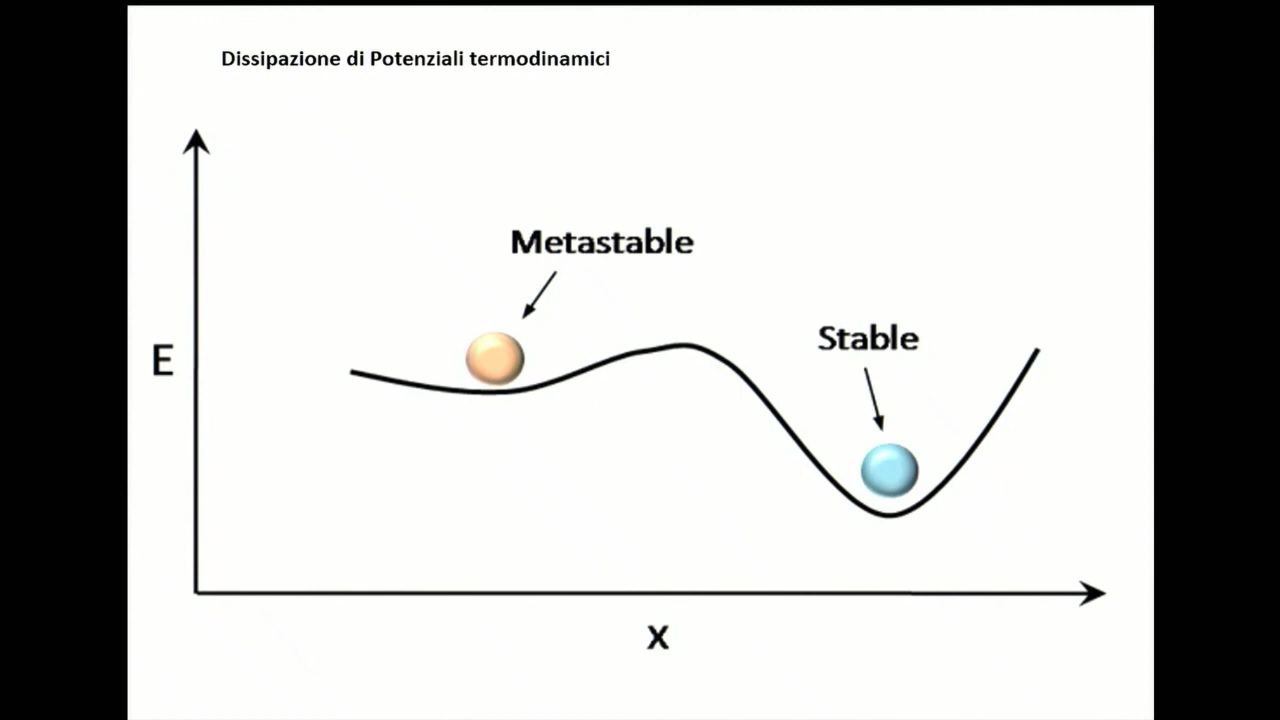 Dissipazione di Potenziali termodinamici
Metastable
Stable
E
X